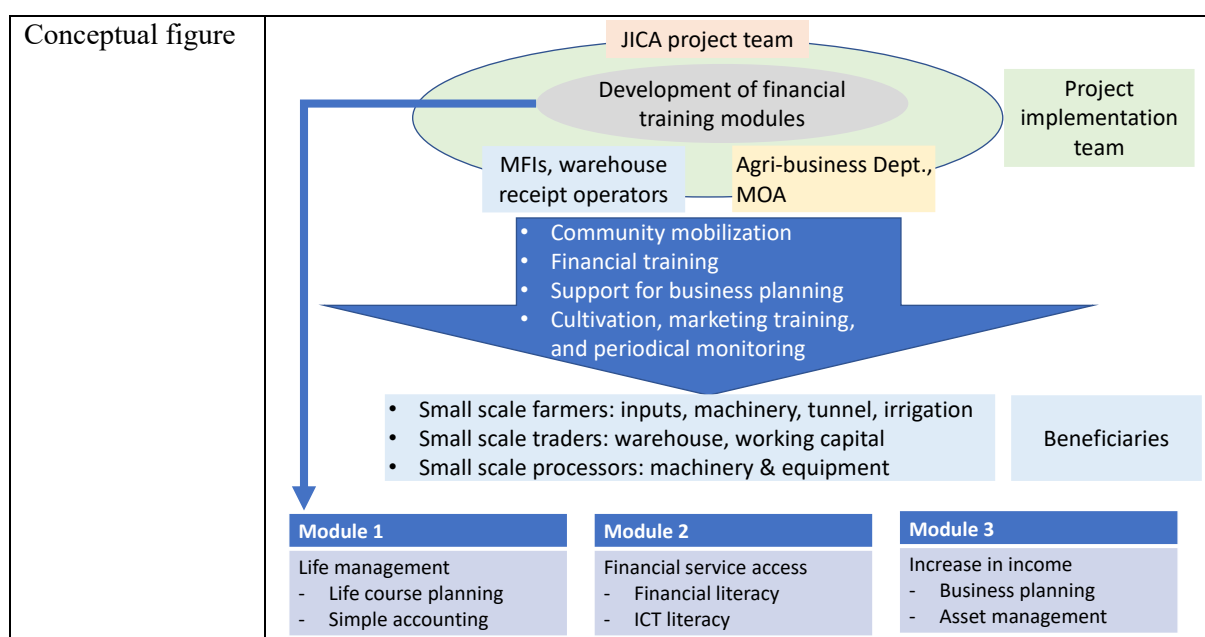 Conceptual figure
JICA project team
Development of financial
training modules
Project
implementation
team
MFIs, warehouse
receipt operators
Agri-business Dept.,
MOA
• Community mobilization
• Financial training
• Support for business planning
• Cultivation, marketing training,
and periodical monitoring
• Small scale farmers: inputs, machinery, tunnel, irrigation
• Small scale traders: warehouse, working capital
• Small scale processors: machinery & equipment
Beneficiaries
Module 1
Life management
- Life course planning
- Simple accounting
Module 2
Financial service access
- Financial literacy
- ICT literacy
Module 3
Increase in income
- Business planning
- Asset management